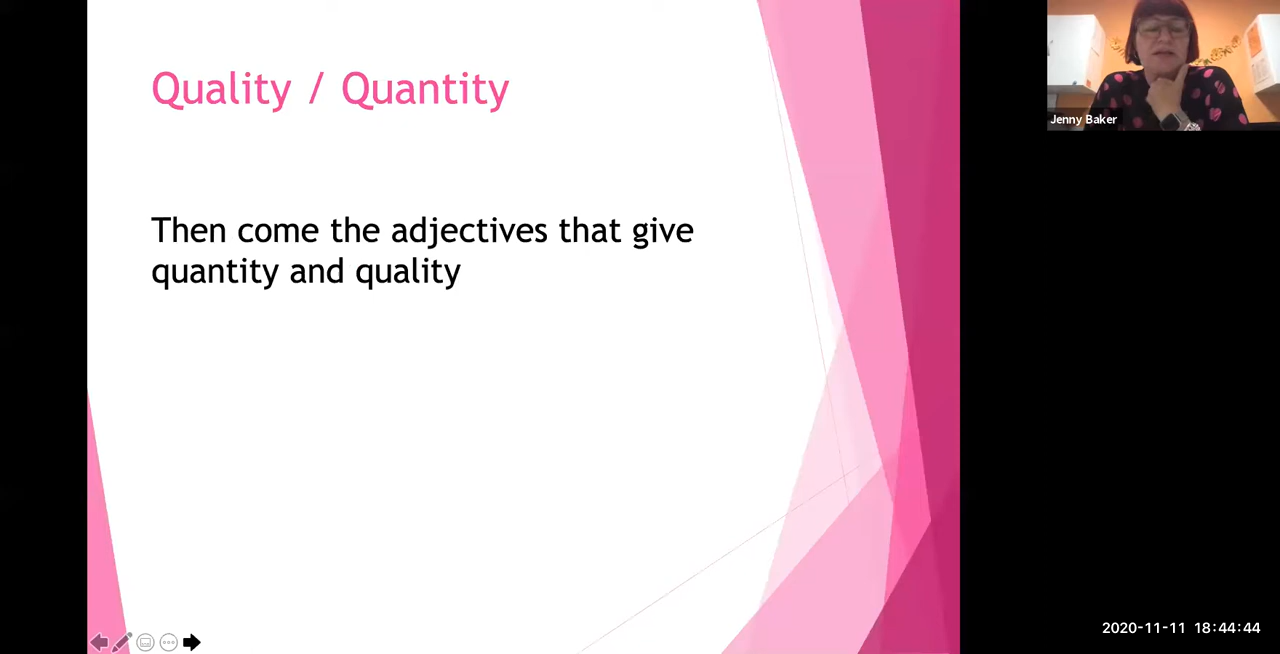 Quality / Quantity
Then come the adjectives that give
quantity and quality
Jenny Baker
2020-11-11 18:44:44